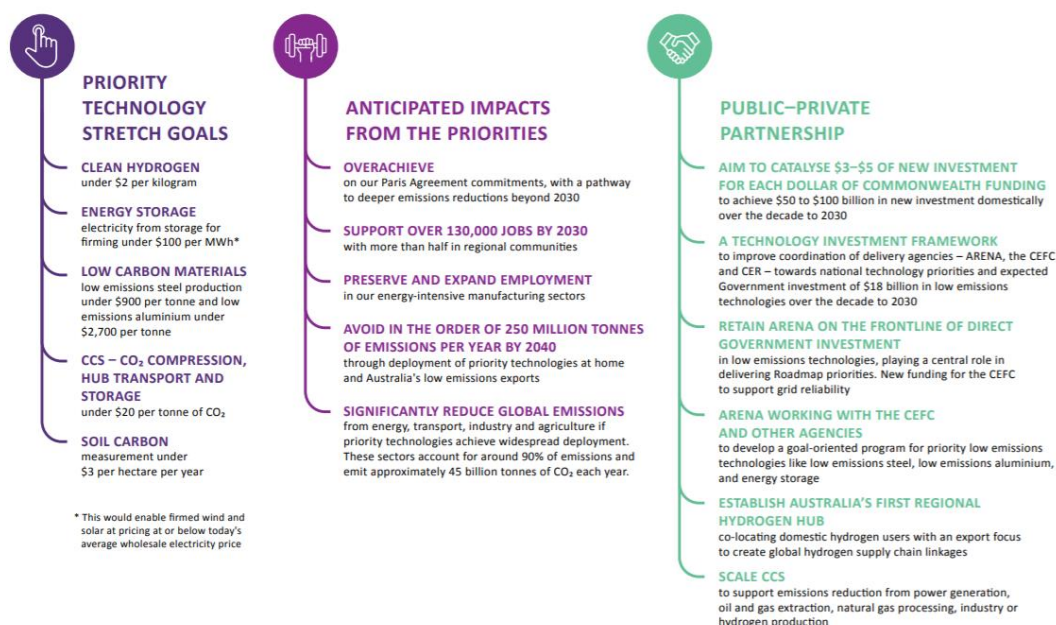 PRIORITY
TECHNOLOGY
STRETCH GOALS
CLEAN HYDROGEN
under $2 per kilogram
ENERGY STORAGE
electricity from storage for
firming under $100 per MWh*
LOW CARBON MATERIALS
low emissions steel production
under $900 per tonne and low
emissions aluminium under
$2,700 per tonne
CCS – CO₂ COMPRESSION,
HUB TRANSPORT AND
STORAGE
under $20 per tonne of CO₂
SOIL CARBON
measurement under
$3 per hectare per year
* This would enable firmed wind and
solar at pricing at or below today's
average wholesale electricity price
ANTICIPATED IMPACTS
FROM THE PRIORITIES
OVERACHIEVE
on our Paris Agreement commitments, with a pathway
to deeper emissions reductions beyond 2030
SUPPORT OVER 130,000 JOBS BY 2030
with more than half in regional communities
PRESERVE AND EXPAND EMPLOYMENT
in our energy-intensive manufacturing sectors
AVOID IN THE ORDER OF 250 MILLION TONNES
OF EMISSIONS PER YEAR BY 2040
through deployment of priority technologies at home
and Australia's low emissions exports
SIGNIFICANTLY REDUCE GLOBAL EMISSIONS
from energy, transport, industry and agriculture if
priority technologies achieve widespread deployment.
These sectors account for around 90% of emissions and
emit approximately 45 billion tonnes of CO₂ each year.
PUBLIC–PRIVATE
PARTNERSHIP
AIM TO CATALYSE $3–$5 OF NEW INVESTMENT
FOR EACH DOLLAR OF COMMONWEALTH FUNDING
to achieve $50 to $100 billion in new investment domestically
over the decade to 2030
A TECHNOLOGY INVESTMENT FRAMEWORK
to improve coordination of delivery agencies – ARENA, the CEFC
and CER – towards national technology priorities and expected
Government investment of $18 billion in low emissions
technologies over the decade to 2030
RETAIN ARENA ON THE FRONTLINE OF DIRECT
GOVERNMENT INVESTMENT
in low emissions technologies, playing a central role in
delivering Roadmap priorities. New funding for the CEFC
to support grid reliability
ARENA WORKING WITH THE CEFC
AND OTHER AGENCIES
to develop a goal-oriented program for priority low emissions
technologies like low emissions steel, low emissions aluminium,
and energy storage
ESTABLISH AUSTRALIA'S FIRST REGIONAL
HYDROGEN HUB
co-locating domestic hydrogen users with an export focus
to create global hydrogen supply chain linkages
SCALE CCS
to support emissions reduction from power generation,
oil and gas extraction, natural gas processing, industry or
hydrogen production